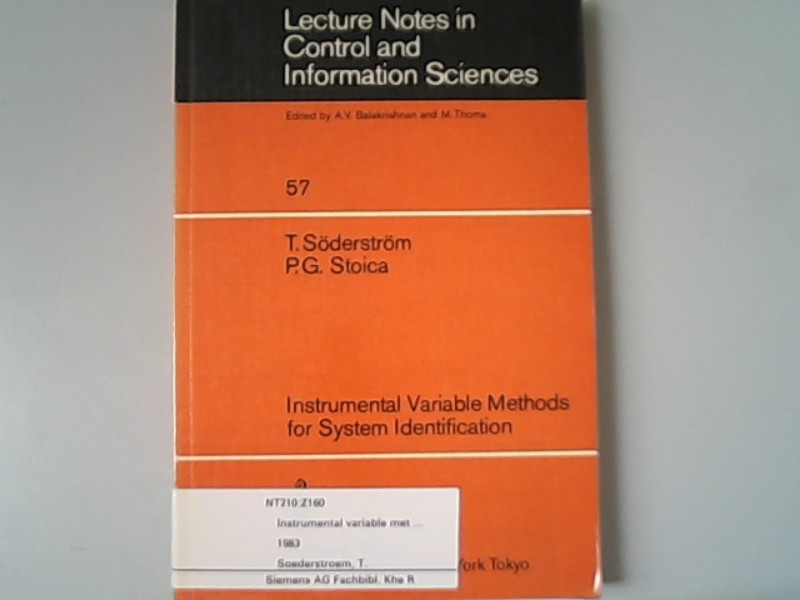 Lecture Notes in
Control and
Information Sciences
Edited by A.V. Balakrishnan and M. Thoma
57
T. Söderström
P.G. Stoica
Instrumental Variable Methods
for System Identification
NT210:Z160
Instrumental variable met ...
1983
Soederstroem, T.
ork Tokyo
Siemens AG Fachbibl. Khe R